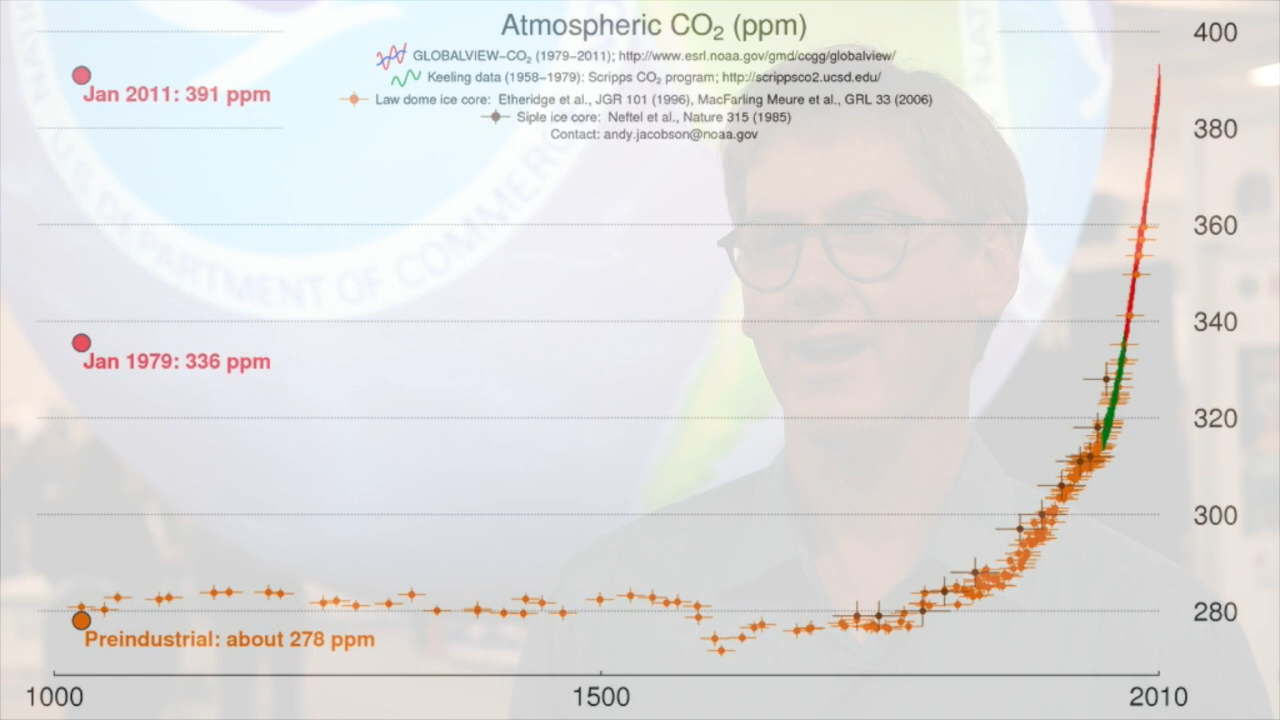 Atmospheric CO₂ (ppm)
GLOBALVIEW−CO₂ (1979−2011); http://www.esrl.noaa.gov/gmd/ccgg/globalview/
Keeling data (1958−1979): Scripps CO₂ program; http://scrippsco2.ucsd.edu/
Law dome ice core: Etheridge et al., JGR 101 (1996), MacFarling Meure et al., GRL 33 (2006)
Siple ice core: Neftel et al., Nature 315 (1985)
Contact: andy.jacobson@noaa.gov
Jan 2011: 391 ppm
Jan 1979: 336 ppm
Preindustrial: about 278 ppm
400
380
360
340
320
300
280
1000
1500
2010
DEPARTMENT OF COMMERC